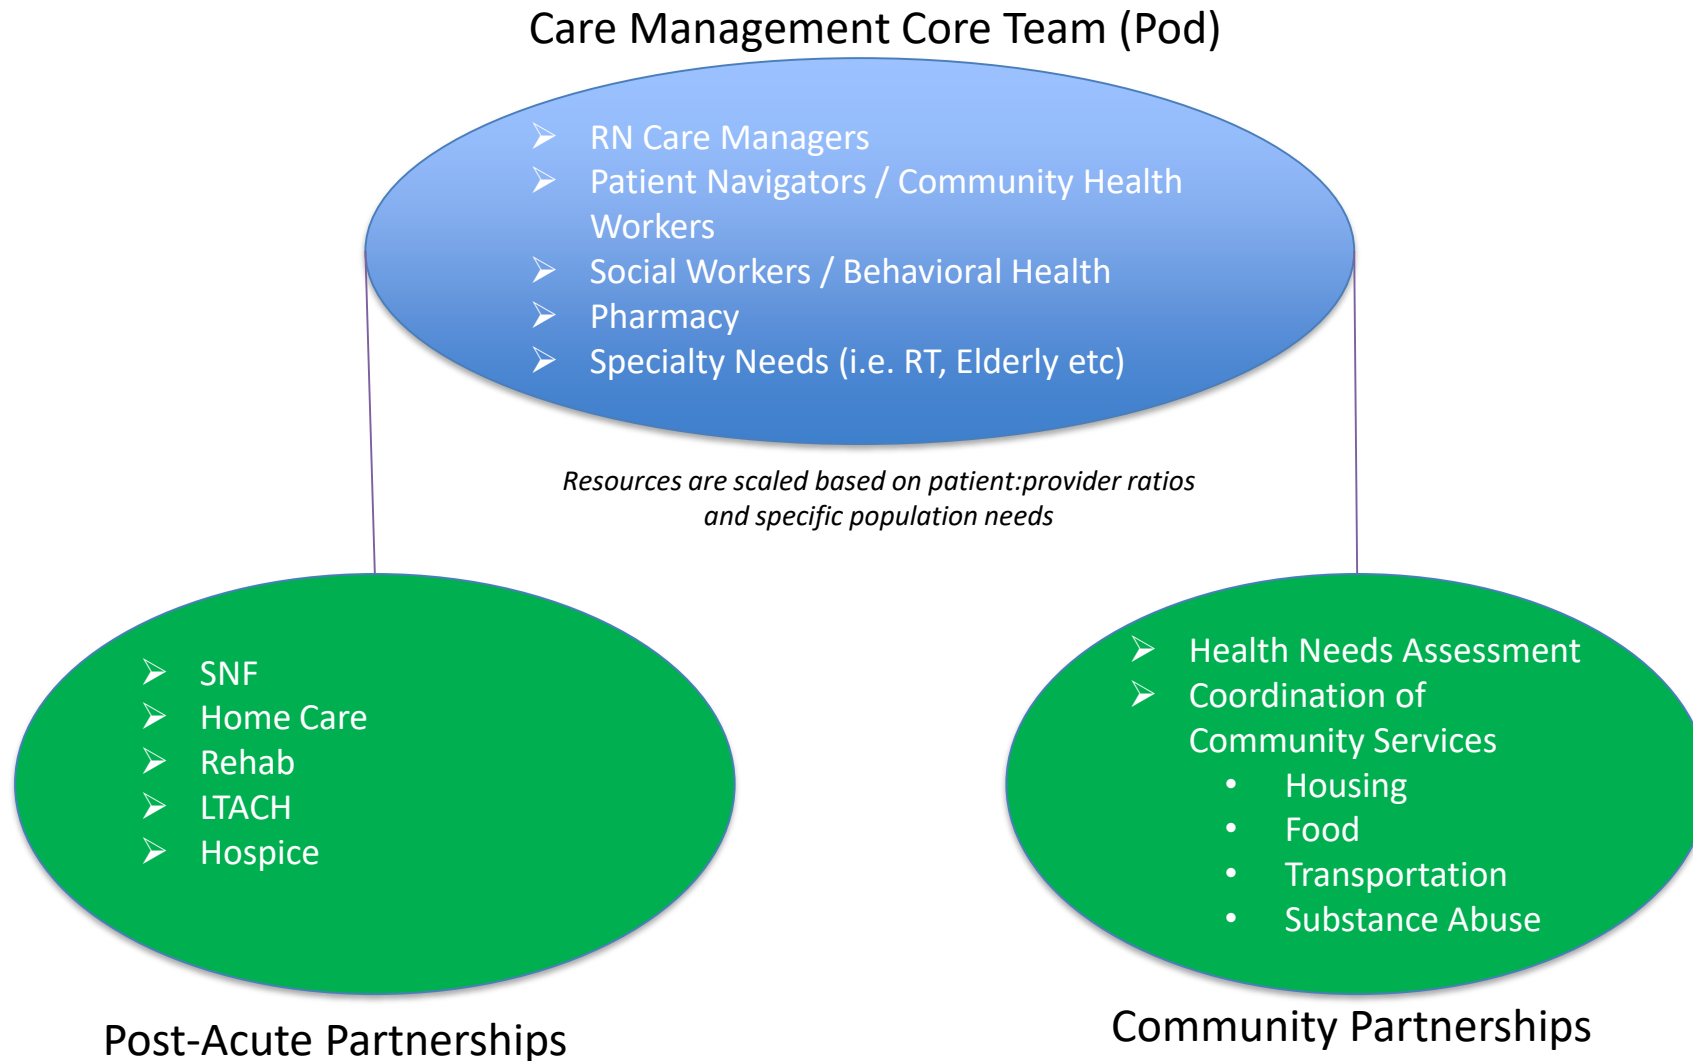 Care Management Core Team (Pod)
➢ RN Care Managers
➢ Patient Navigators / Community Health
Workers
➢ Social Workers / Behavioral Health
➢ Pharmacy
➢ Specialty Needs (i.e. RT, Elderly etc)
Resources are scaled based on patient:provider ratios
and specific population needs
➢ SNF
➢ Home Care
➢ Rehab
➢ LTACH
➢ Hospice
Post-Acute Partnerships
➢ Health Needs Assessment
➢ Coordination of
Community Services
• Housing
• Food
• Transportation
• Substance Abuse
Community Partnerships